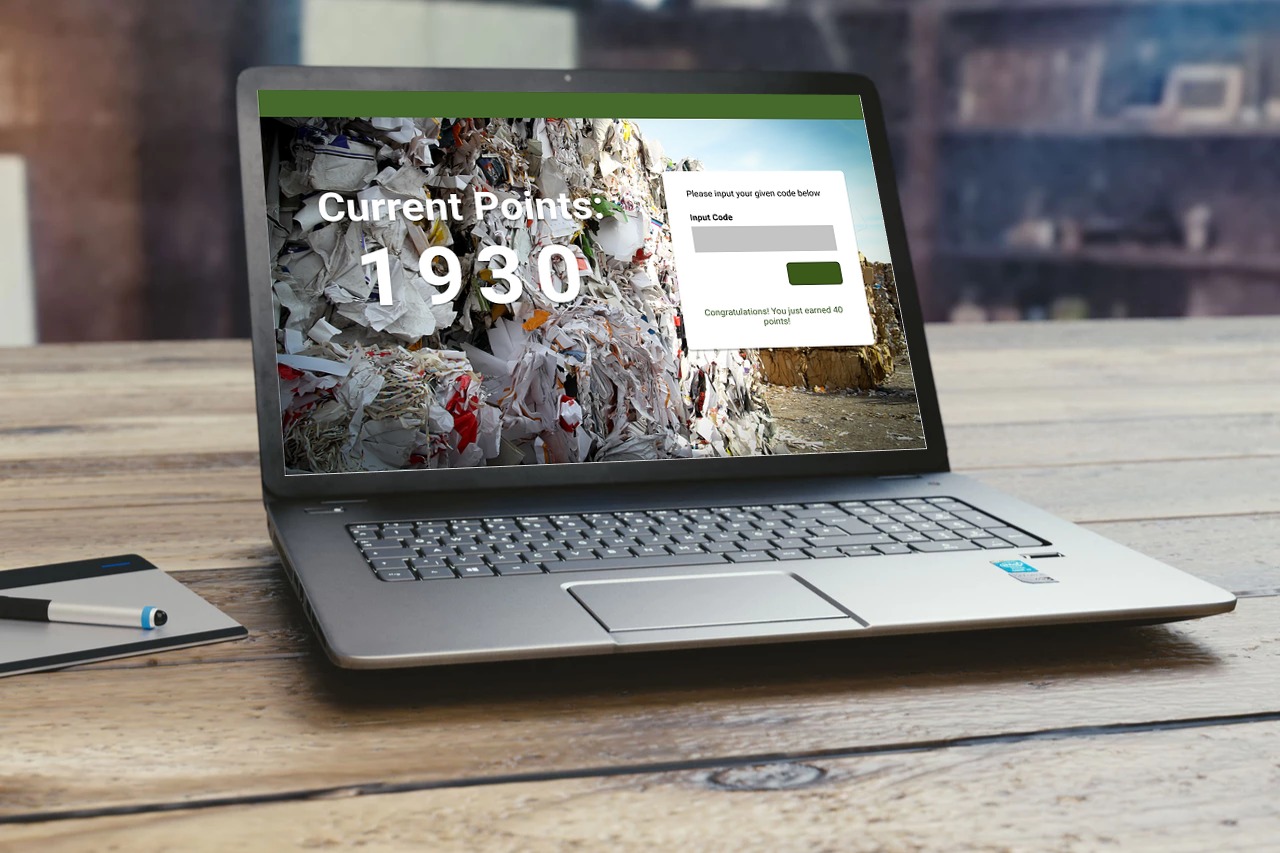 Current Points:
1930
Please input your given code below
Input Code
Congratulations! You just earned 40
points!